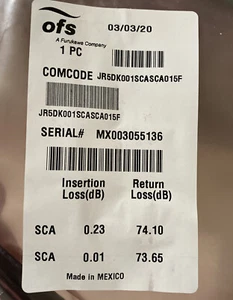 ofs
A Furukawa Company
03/03/20
1 PC
COMCODE JR5DK001SCASCA015F
JR5DK001SCASCA015F
SERIAL# MX003055136
Insertion Return
Loss(dB) Loss(dB)
SCA 0.23 74.10
SCA 0.01 73.65
Made in MEXICO